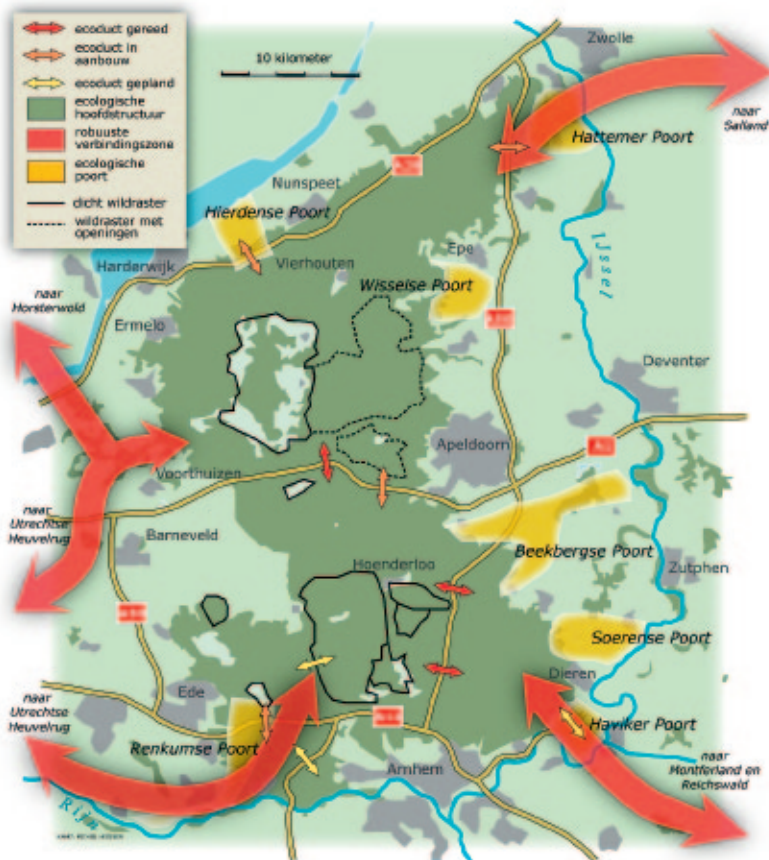 ecoduct gereed
ecoduct in
aanbouw
ecoduct gepland
ecologische
hoofdstructuur
robuuste
verbindingszone
ecologische
poort
dicht wildraster
wildraster met
openingen
10 kilometer
Zwolle
naar
Salland
Hattemer Poort
Nunspeet
Hierdense Poort
IJssel
Epe
Harderwijk
Vierhouten
Wisselse Poort
naar
Horsterwold
Ermelo
Deventer
Apeldoorn
Voorthuizen
naar
Utrechtse
Heuvelrug
Barneveld
Beekbergse Poort
Hoenderloo
Zutphen
Soerense Poort
Dieren
Ede
naar
Utrechtse
Heuvelrug
Haviker Poort
Renkumse Poort
naar
Montferland en
Reichswald
Arnhem
Rijn